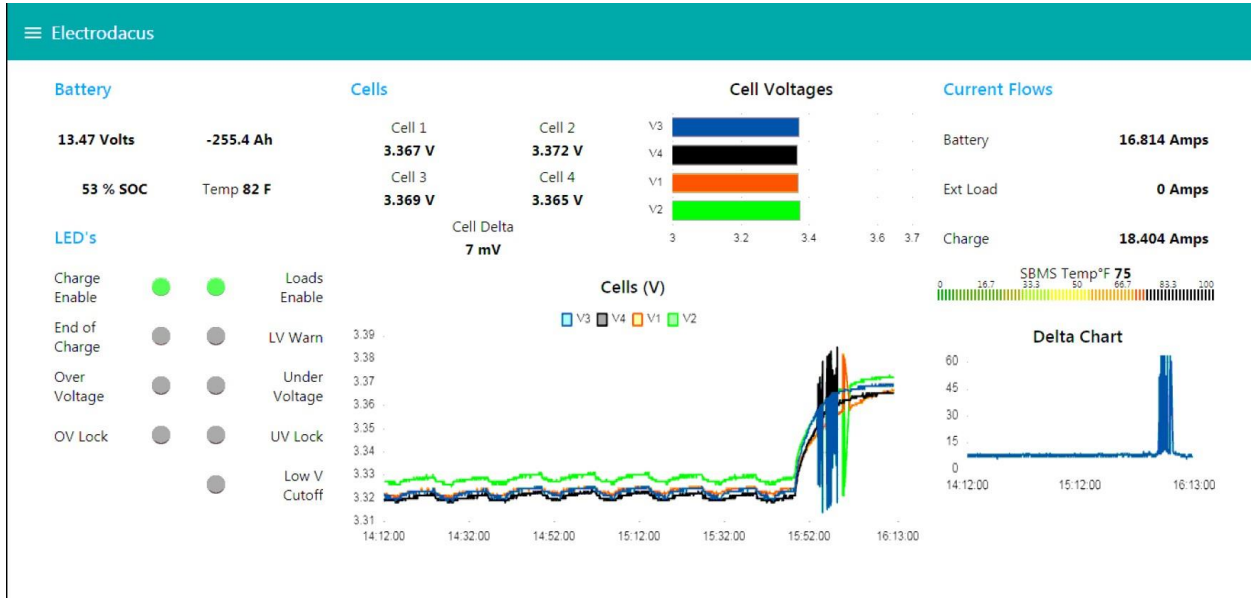 Electrodacus
Battery
13.47 Volts -255.4 Ah
53 % SOC Temp 82 F
LED's
Charge Enable
Loads Enable
End of Charge
LV Warn
Over Voltage
Under Voltage
OV Lock
UV Lock
Low V Cutoff
Cells
Cell 1 Cell 2
3.367 V 3.372 V
Cell 3 Cell 4
3.369 V 3.365 V
Cell Delta
7 mV
Cell Voltages
V3
V4
V1
V2
3 3.2 3.4 3.6 3.7
Current Flows
Battery 16.814 Amps
Ext Load 0 Amps
Charge 18.404 Amps
SBMS Temp°F 75
0 16.7 33.3 50 66.7 83.3 100
Cells (V)
V3 V4 V1 V2
3.39
3.38
3.37
3.36
3.35
3.34
3.33
3.32
3.31
14:12:00 14:32:00 14:52:00 15:12:00 15:32:00 15:52:00 16:13:00
Delta Chart
60
45
30
15
0
14:12:00 15:12:00 16:13:00